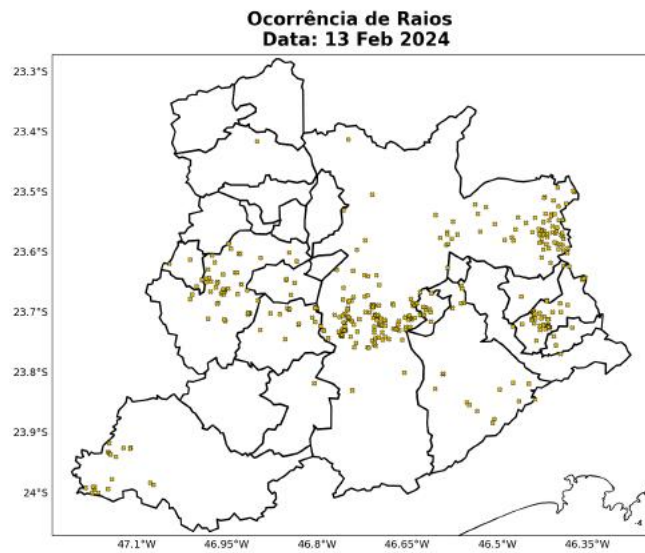 Ocorrência de Raios
Data: 13 Feb 2024
23.3°S
23.4°S
23.5°S
23.6°S
23.7°S
23.8°S
23.9°S
24°S
47.1°W
46.95°W
46.8°W
46.65°W
46.5°W
46.35°W
-4